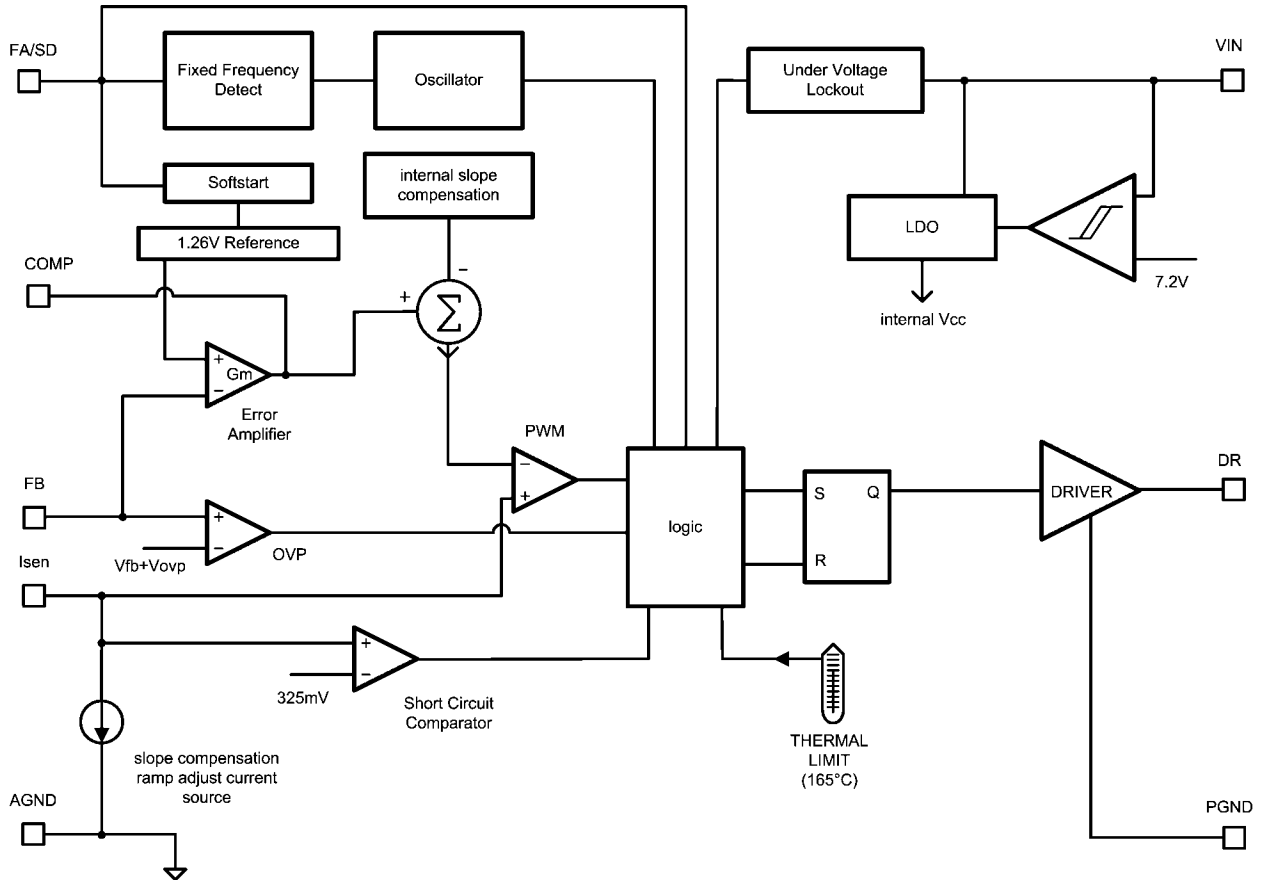 FA/SD
Fixed Frequency
Detect
Oscillator
Under Voltage
Lockout
VIN
Softstart
internal slope
compensation
1.26V Reference
LDO
7.2V
internal Vcc
COMP
−
+
Σ
+
Gm
−
Error
Amplifier
PWM
−
+
FB
+
−
OVP
Vfb+Vovp
logic
S
Q
R
DRIVER
DR
Isen
+
−
325mV
Short Circuit
Comparator
THERMAL
LIMIT
(165°C)
slope compensation
ramp adjust current
source
AGND
PGND